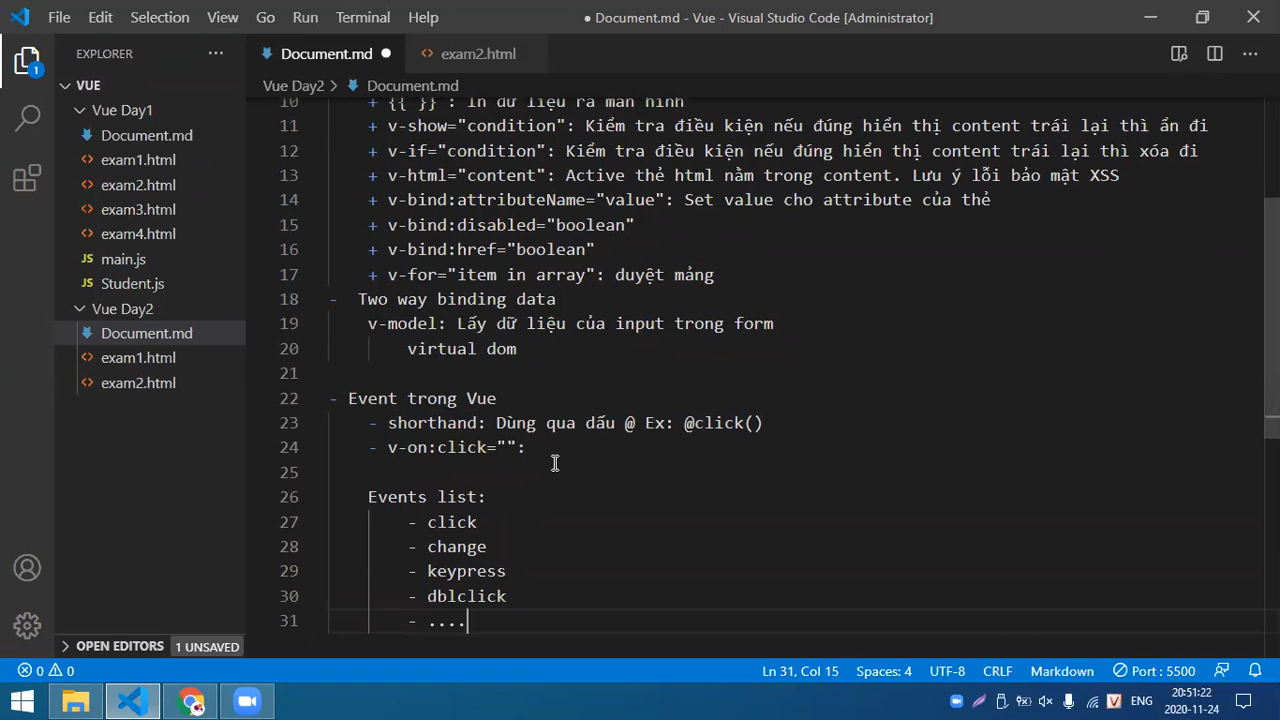 File Edit Selection View Go Run Terminal Help
● Document.md - Vue - Visual Studio Code [Administrator]
EXPLORER
VUE
Vue Day1
Document.md
exam1.html
exam2.html
exam3.html
exam4.html
main.js
Student.js
Vue Day2
Document.md
exam1.html
exam2.html
OPEN EDITORS 1 UNSAVED
Document.md ● exam2.html
Vue Day2 > Document.md
10 + {{ }} : In dữ liệu ra màn hình
11 + v-show="condition": Kiểm tra điều kiện nếu đúng hiển thị content trái lại thì ẩn đi
12 + v-if="condition": Kiểm tra điều kiện nếu đúng hiển thị content trái lại thì xóa đi
13 + v-html="content": Active thẻ html nằm trong content. Lưu ý lỗi bảo mật XSS
14 + v-bind:attributeName="value": Set value cho attribute của thẻ
15 + v-bind:disabled="boolean"
16 + v-bind:href="boolean"
17 + v-for="item in array": duyệt mảng
18 - Two way binding data
19 v-model: Lấy dữ liệu của input trong form
20 virtual dom
21
22 - Event trong Vue
23 - shorthand: Dùng qua dấu @ Ex: @click()
24 - v-on:click="":
25
26 Events list:
27 - click
28 - change
29 - keypress
30 - dblclick
31 - ....
0 0 Ln 31, Col 15 Spaces: 4 UTF-8 CRLF Markdown Port : 5500
ENG
20:51:22
2020-11-24